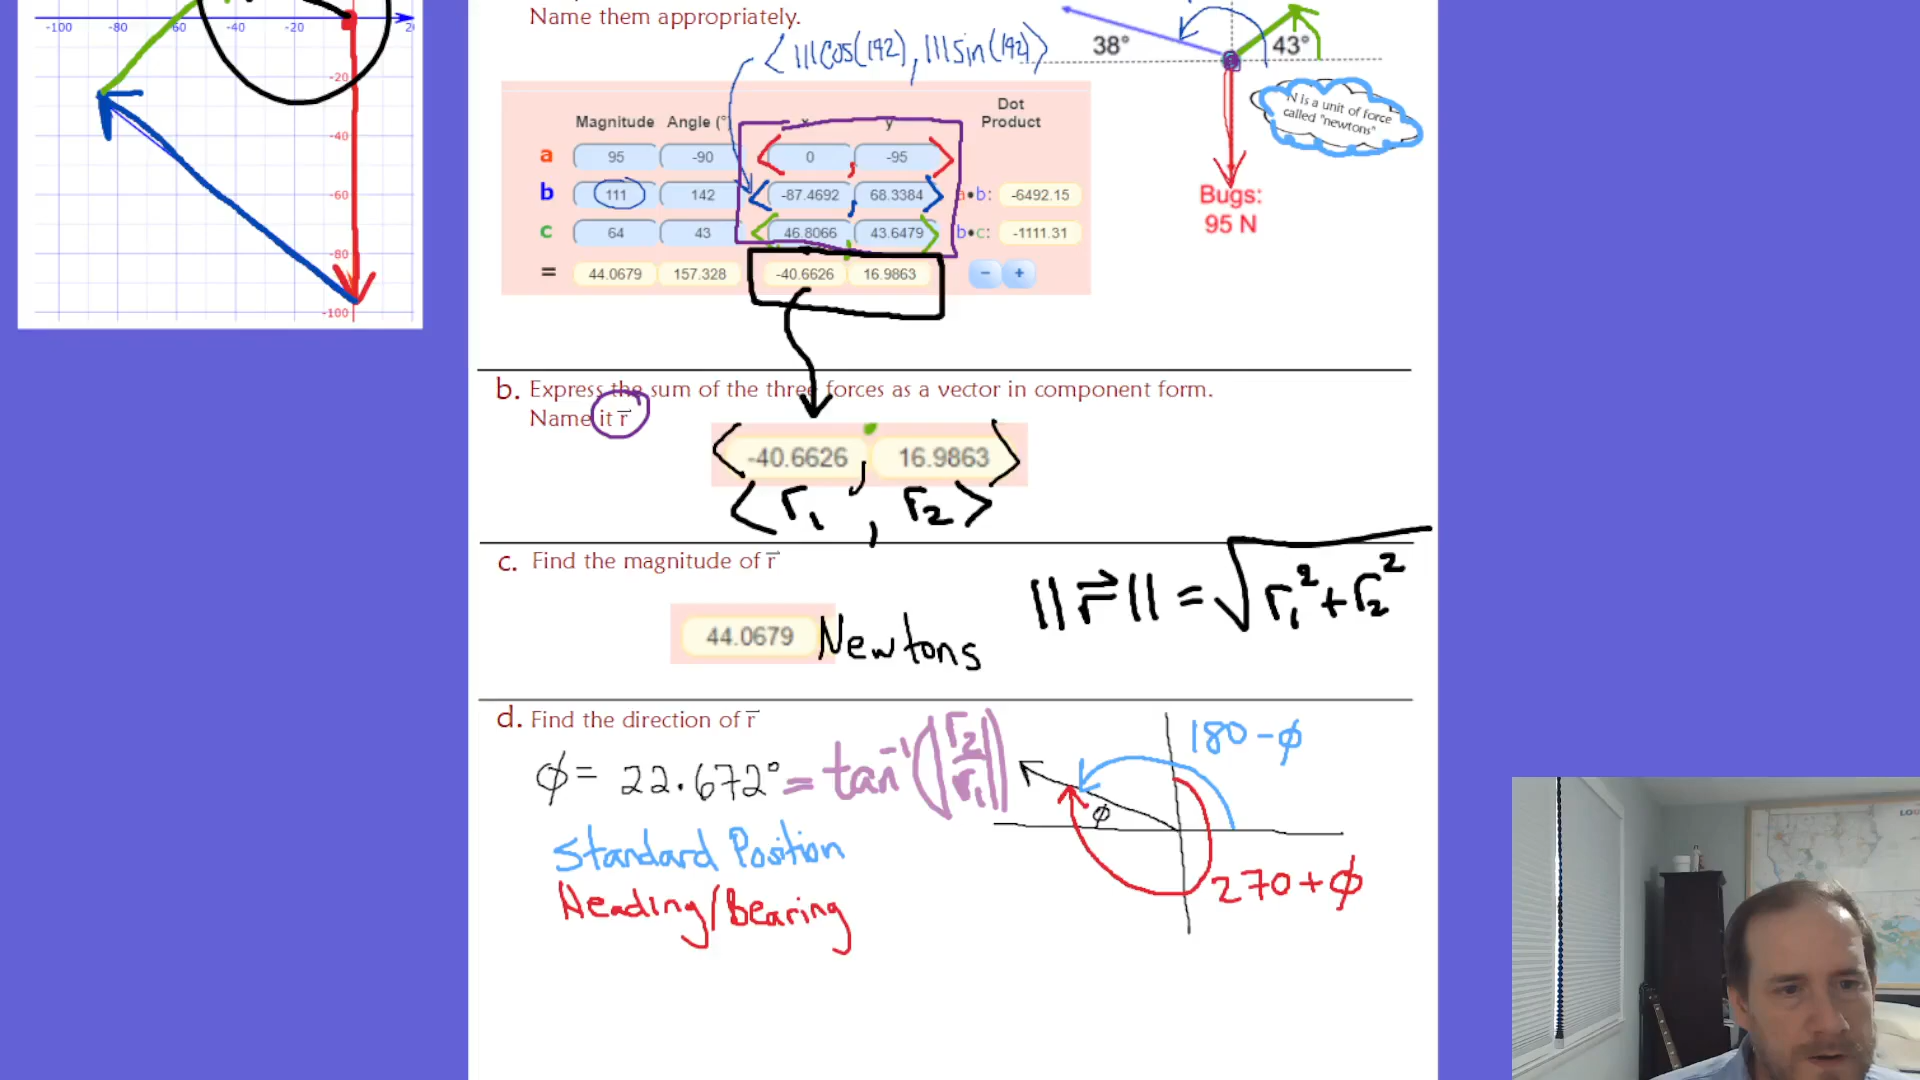 Name them appropriately.
⟨111cos(142), 111sin(142)⟩
38°
43°
N is a unit of force
called "newtons"
Bugs:
95 N
-100 -80 -60 -40 -20
-20
-40
-60
-80
-100
Magnitude Angle (° x y Dot Product
a 95 -90 0 , -95
b 111 142 -87.4692 , 68.3384 a•b: -6492.15
c 64 43 46.8066 43.6479 b•c: -1111.31
= 44.0679 157.328 -40.6626 16.9863 − +
b. Express the sum of the three forces as a vector in component form.
Name it r⃗
⟨-40.6626 , 16.9863⟩
⟨r₁ , r₂⟩
c. Find the magnitude of r⃗
44.0679 Newtons
||r⃗|| = √r₁² + r₂²
d. Find the direction of r⃗
ϕ = 22.672° = tan⁻¹(|r₂/r₁|)
180 - ϕ
ϕ
270 + ϕ
Standard Position
Heading/Bearing